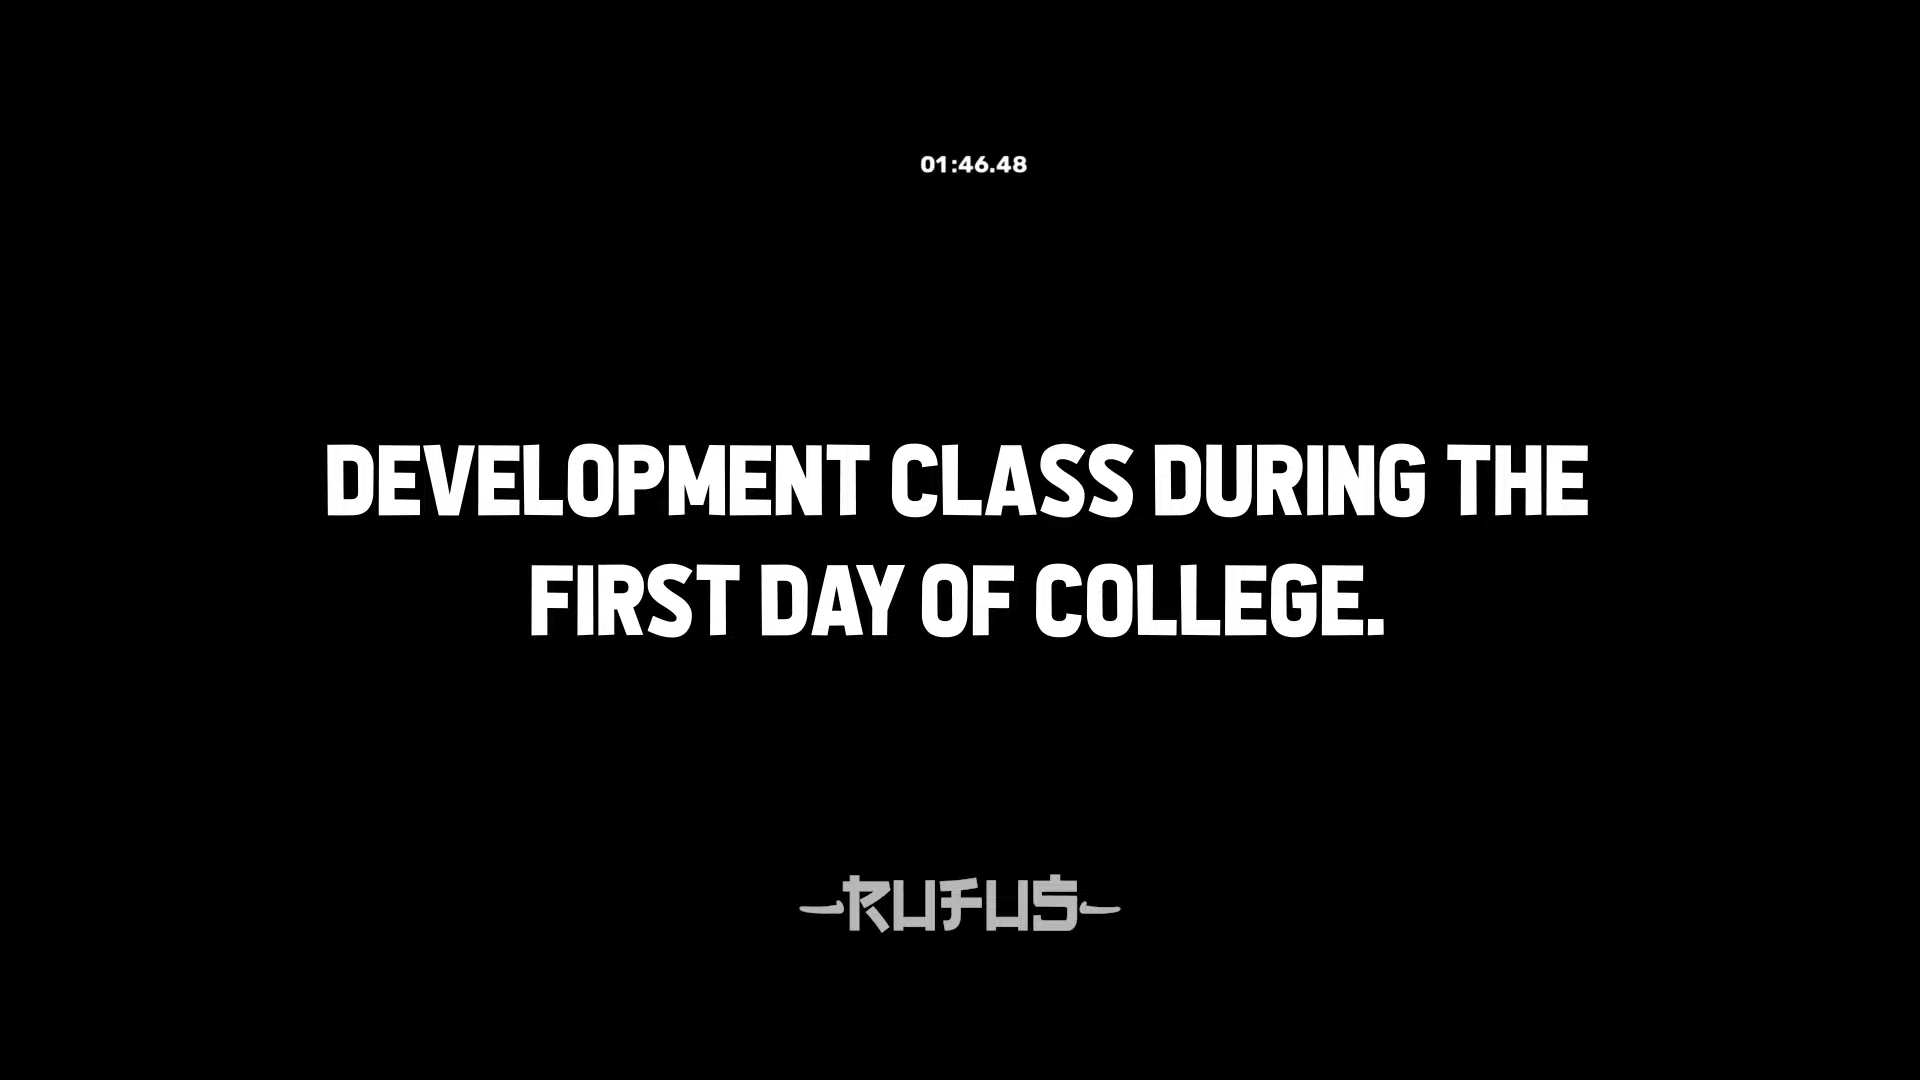 01:46.48
DEVELOPMENT CLASS DURING THE
FIRST DAY OF COLLEGE.
RUFUS